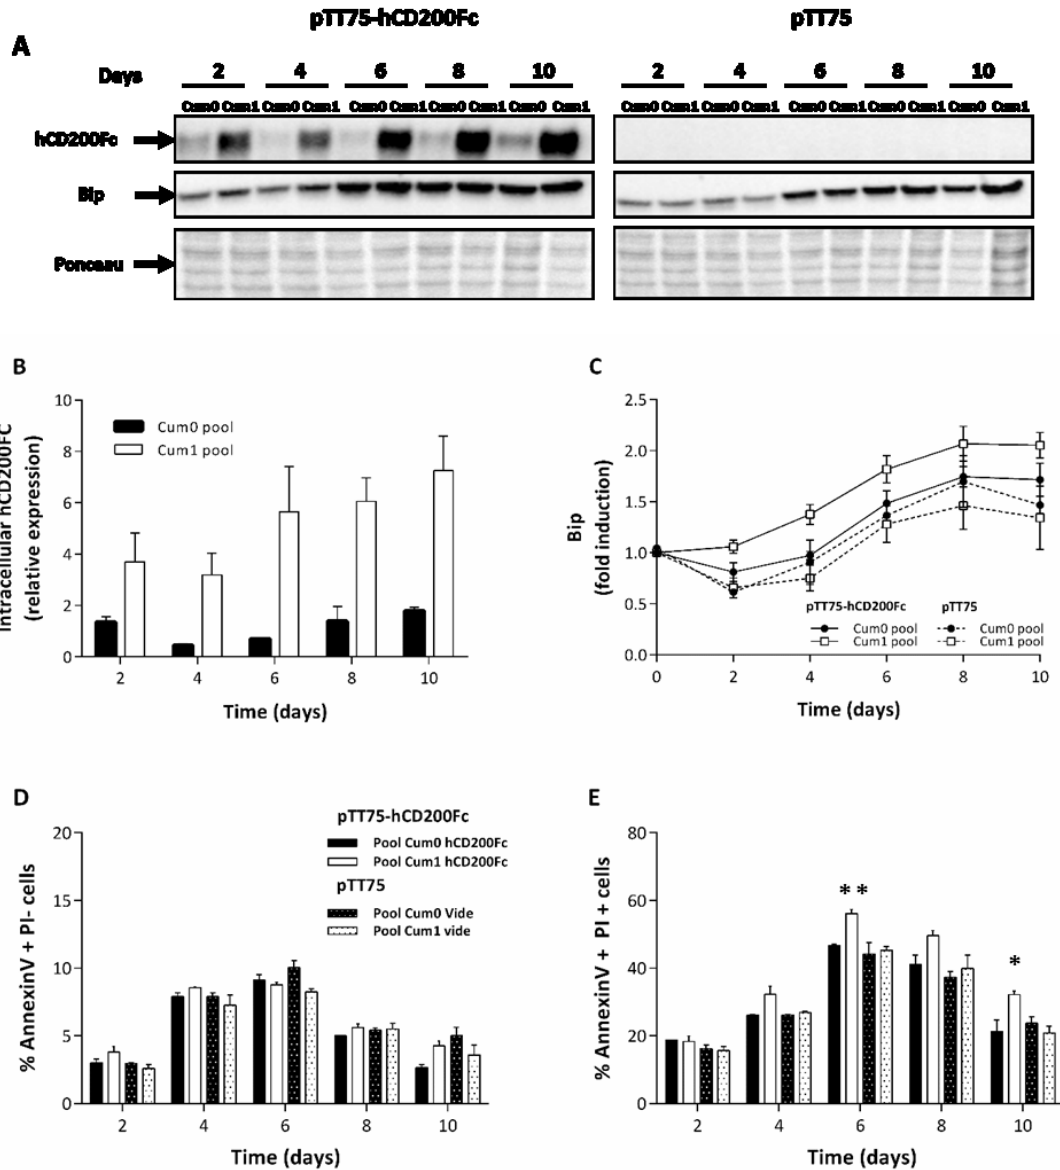 pTT75-hCD200Fc pTT75
A
Days 2 4 6 8 10 2 4 6 8 10
Cum0 Cum1 Cum0 Cum1 Cum0 Cum1 Cum0 Cum1 Cum0 Cum1 Cum0 Cum1 Cum0 Cum1 Cum0 Cum1 Cum0 Cum1 Cum0 Cum1
hCD200Fc
Bip
Ponceau
B
Intracellular hCD200FC
(relative expression)
10
8
6
4
2
0
Cum0 pool
Cum1 pool
2 4 6 8 10
Time (days)
C
Bip
(fold induction)
2.5
2.0
1.5
1.0
0.5
0.0
pTT75-hCD200Fc pTT75
Cum0 pool Cum0 pool
Cum1 pool Cum1 pool
0 2 4 6 8 10
Time (days)
D
% AnnexinV + PI- cells
20
15
10
5
0
pTT75-hCD200Fc
Pool Cum0 hCD200Fc
Pool Cum1 hCD200Fc
pTT75
Pool Cum0 Vide
Pool Cum1 vide
2 4 6 8 10
Time (days)
E
% AnnexinV + PI + cells
80
60
40
20
0
* *
*
2 4 6 8 10
Time (days)